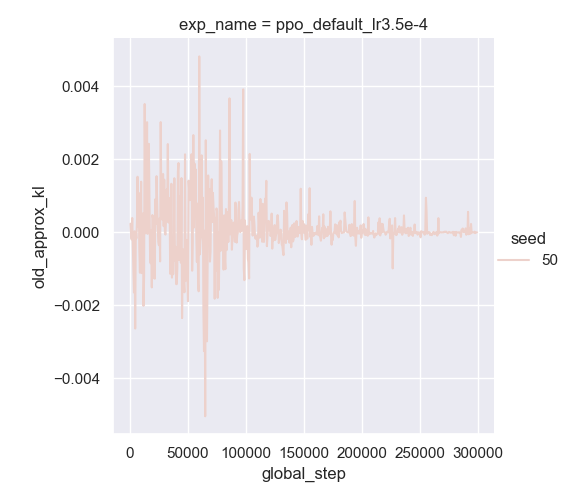 exp_name = ppo_default_lr3.5e-4
0.004
0.002
0.000
−0.002
−0.004
old_approx_kl
0 50000 100000 150000 200000 250000 300000
global_step
seed
50